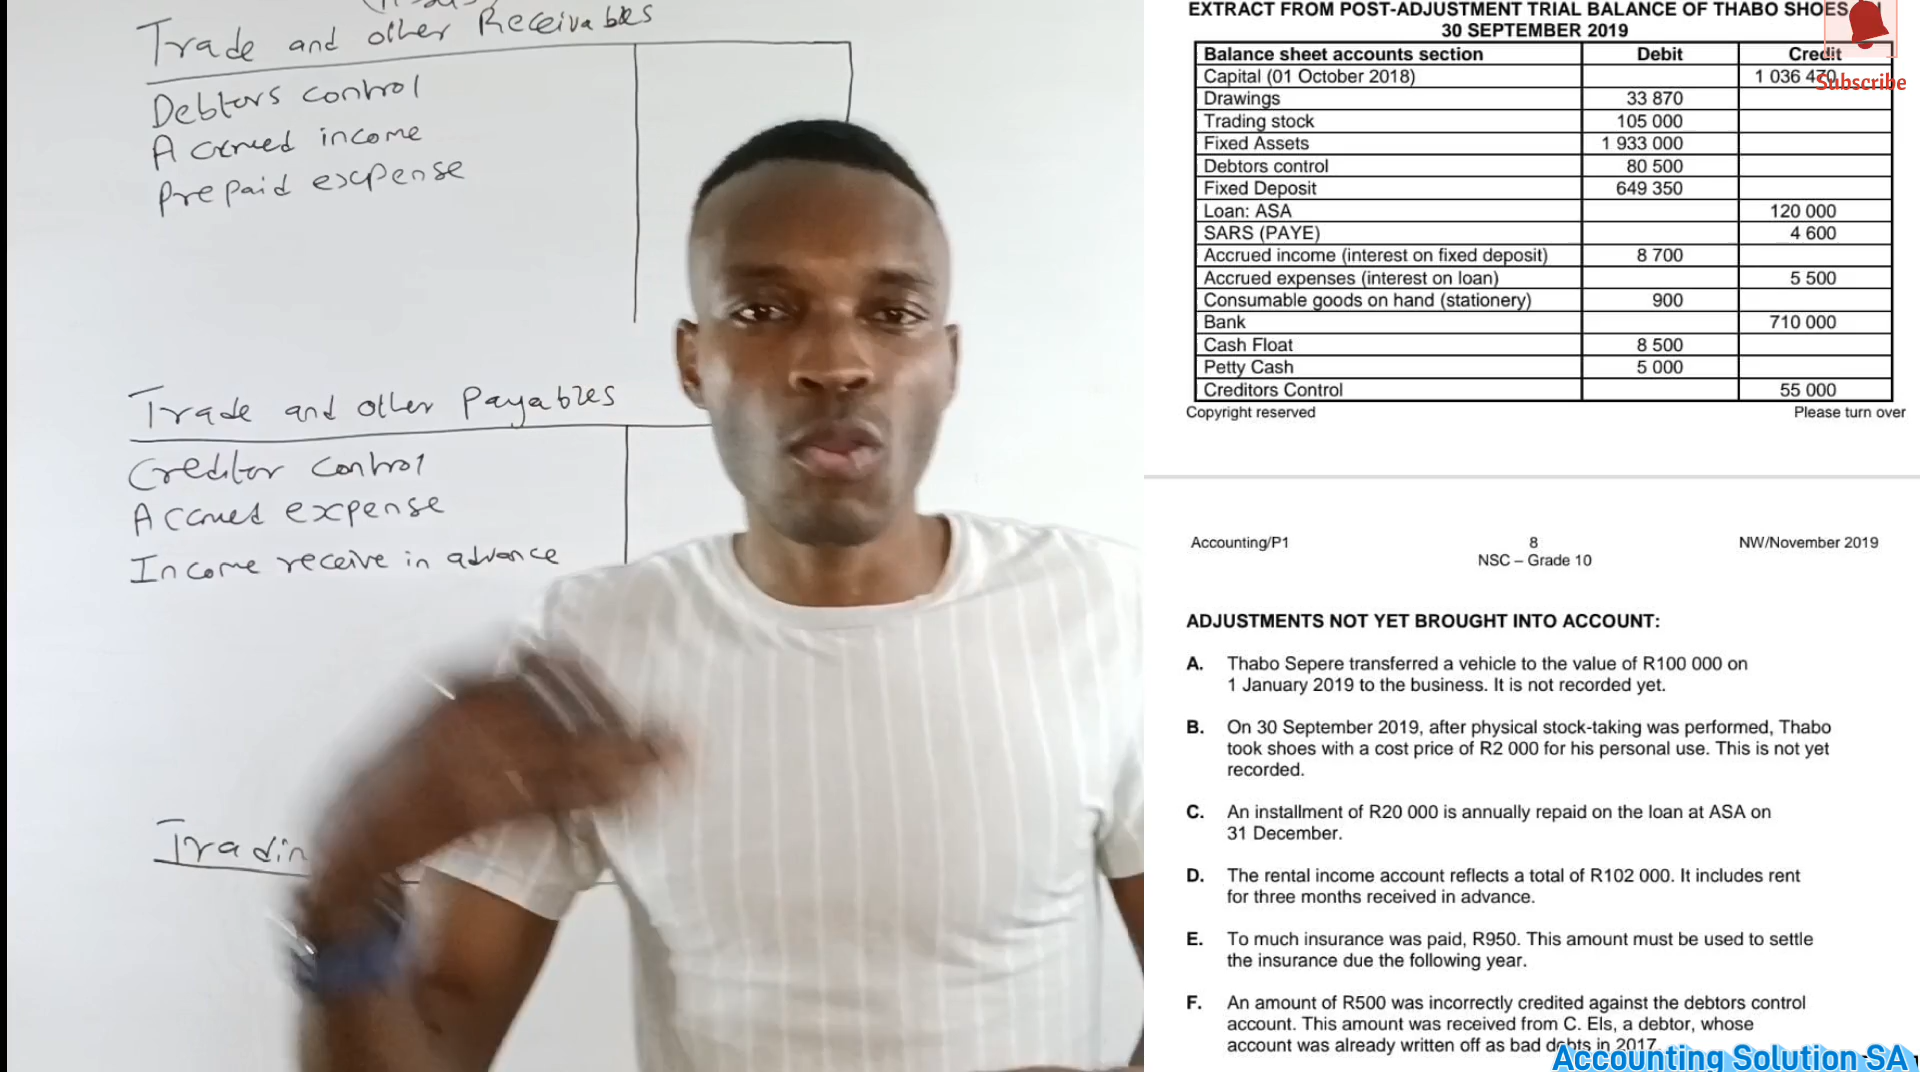 Trade and other Receivables
Debtors control
Accrued income
Prepaid expense
Trade and other Payables
Creditor control
Accrued expense
Income receive in advance
Tradin
EXTRACT FROM POST-ADJUSTMENT TRIAL BALANCE OF THABO SHOES
30 SEPTEMBER 2019
Balance sheet accounts section Debit Credit
Capital (01 October 2018) 1 036 470
Drawings 33 870
Trading stock 105 000
Fixed Assets 1 933 000
Debtors control 80 500
Fixed Deposit 649 350
Loan: ASA 120 000
SARS (PAYE) 4 600
Accrued income (interest on fixed deposit) 8 700
Accrued expenses (interest on loan) 5 500
Consumable goods on hand (stationery) 900
Bank 710 000
Cash Float 8 500
Petty Cash 5 000
Creditors Control 55 000
Subscribe
Copyright reserved Please turn over
Accounting/P1 8 NW/November 2019
NSC – Grade 10
ADJUSTMENTS NOT YET BROUGHT INTO ACCOUNT:
A. Thabo Sepere transferred a vehicle to the value of R100 000 on
1 January 2019 to the business. It is not recorded yet.
B. On 30 September 2019, after physical stock-taking was performed, Thabo
took shoes with a cost price of R2 000 for his personal use. This is not yet
recorded.
C. An installment of R20 000 is annually repaid on the loan at ASA on
31 December.
D. The rental income account reflects a total of R102 000. It includes rent
for three months received in advance.
E. To much insurance was paid, R950. This amount must be used to settle
the insurance due the following year.
F. An amount of R500 was incorrectly credited against the debtors control
account. This amount was received from C. Els, a debtor, whose
account was already written off as bad debts in 2017.
Accounting Solution SA